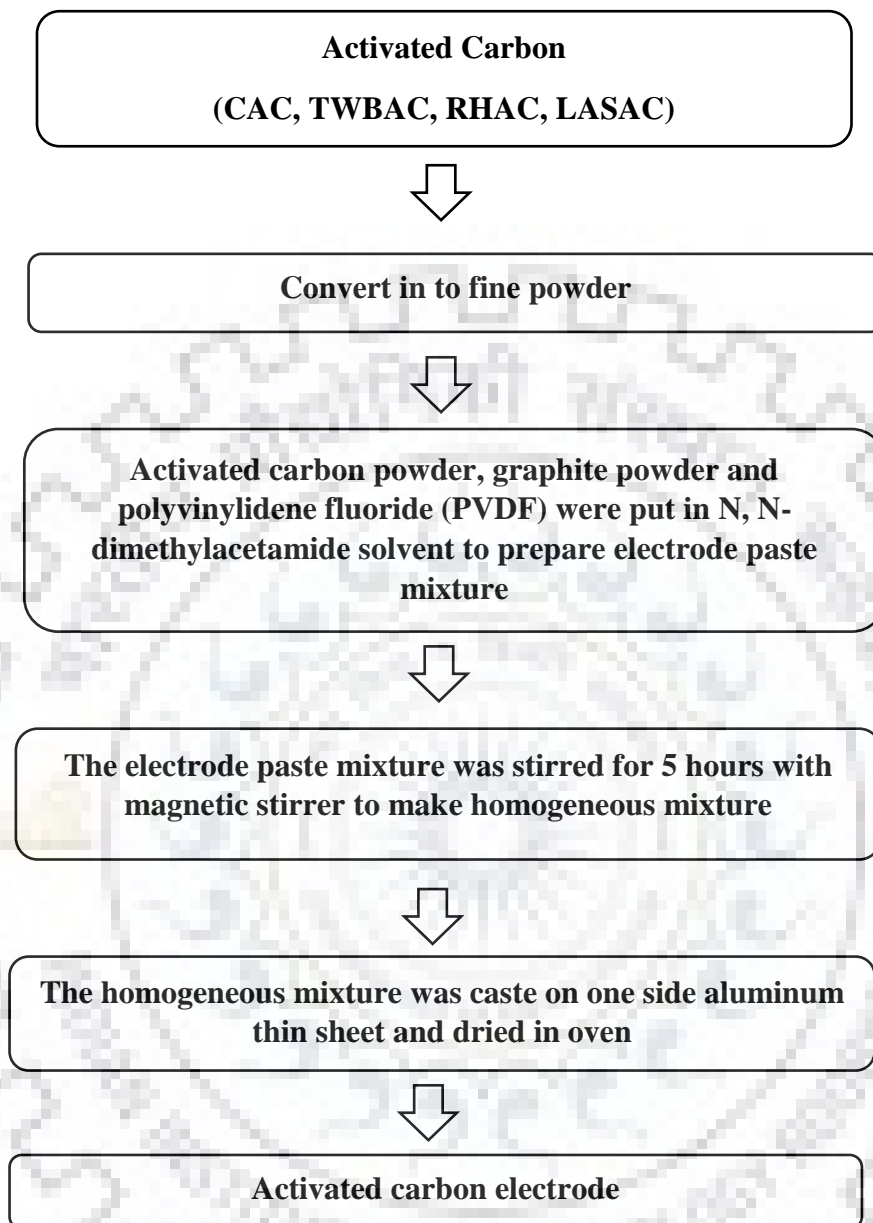 Activated Carbon
(CAC, TWBAC, RHAC, LASAC)
Convert in to fine powder
Activated carbon powder, graphite powder and
polyvinylidene fluoride (PVDF) were put in N, N-
dimethylacetamide solvent to prepare electrode paste
mixture
The electrode paste mixture was stirred for 5 hours with
magnetic stirrer to make homogeneous mixture
The homogeneous mixture was caste on one side aluminum
thin sheet and dried in oven
Activated carbon electrode